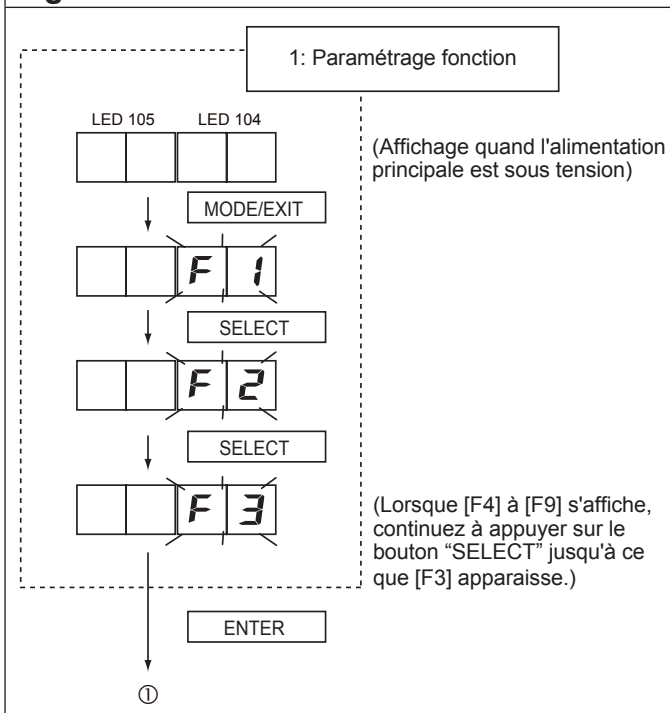 1: Paramétrage fonction
LED 105 LED 104
(Affichage quand l'alimentation
principale est sous tension)
MODE/EXIT
F 1
SELECT
F 2
SELECT
F 3
(Lorsque [F4] à [F9] s'affiche,
continuez à appuyer sur le
bouton “SELECT” jusqu'à ce
que [F3] apparaisse.)
ENTER
①